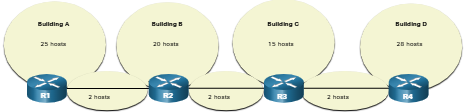 Building A
Building B
Building C
Building D
25 hosts
20 hosts
15 hosts
28 hosts
R1
R2
R3
R4
2 hosts
2 hosts
2 hosts